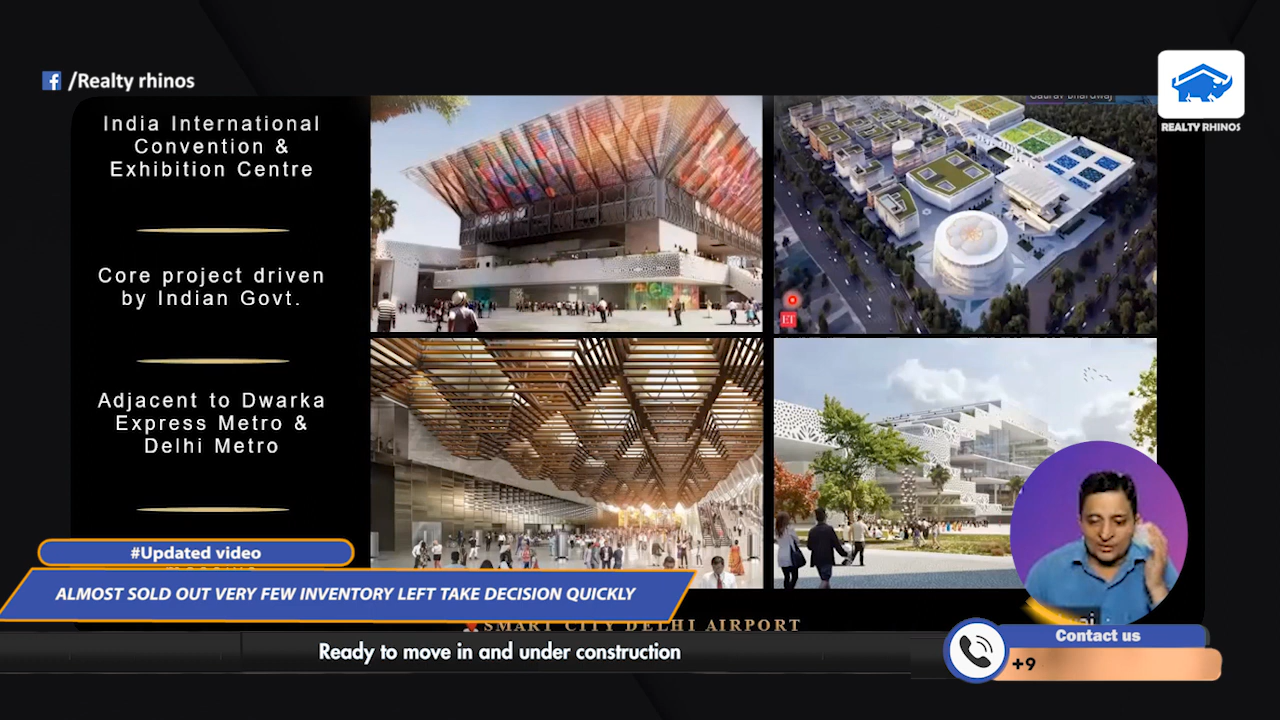 /Realty rhinos
REALTY RHINOS
India International
Convention &
Exhibition Centre
Core project driven
by Indian Govt.
Adjacent to Dwarka
Express Metro &
Delhi Metro
ET
#Updated video
ALMOST SOLD OUT VERY FEW INVENTORY LEFT TAKE DECISION QUICKLY
SMART CITY DELHI AIRPORT
Ready to move in and under construction
Contact us
+9